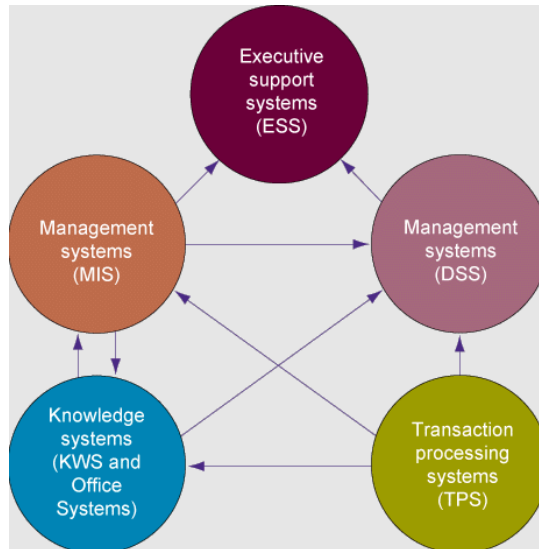 Executive
support
systems
(ESS)
Management
systems
(MIS)
Management
systems
(DSS)
Knowledge
systems
(KWS and
Office
Systems)
Transaction
processing
systems
(TPS)